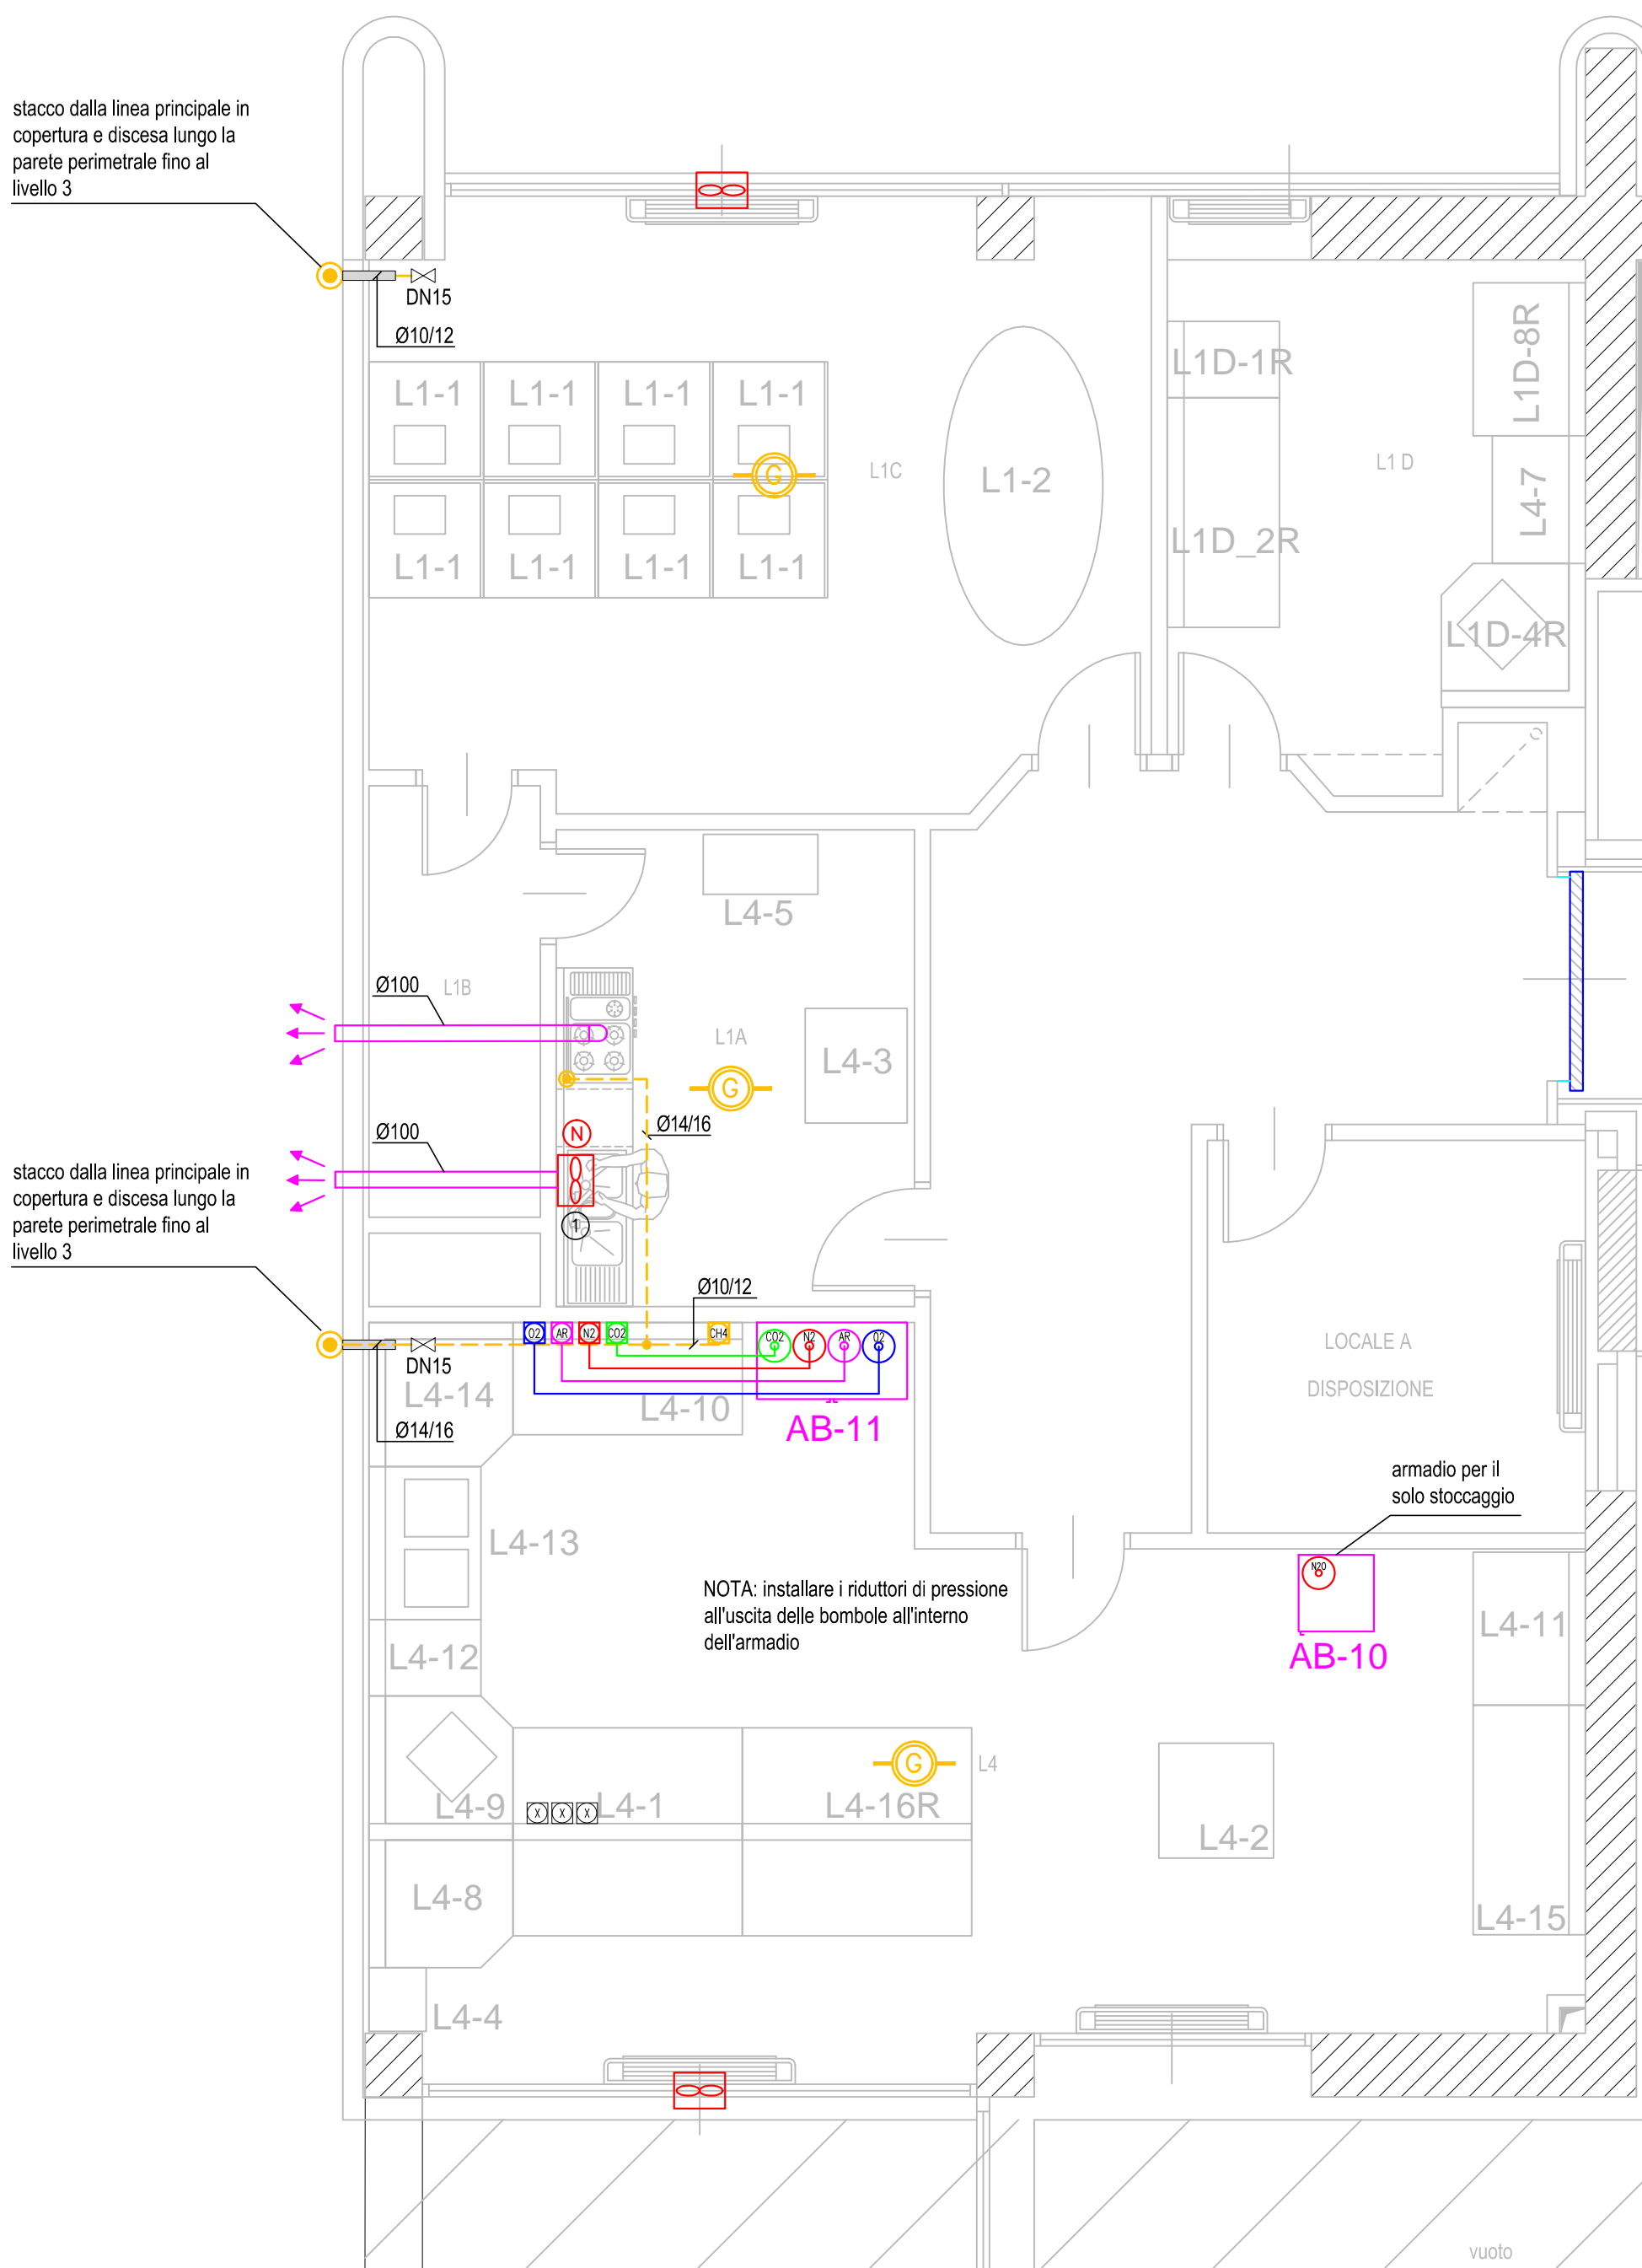 stacco dalla linea principale in
copertura e discesa lungo la
parete perimetrale fino al
livello 3
DN15
Ø10/12
L1-1 L1-1 L1-1 L1-1
G
L1-1 L1-1 L1-1 L1-1
L1C
L1-2
L1D-1R
L1D_2R
L1 D
L1D-8R
L4-7
L1D-4R
L4-5
Ø100
L1B
L1A
L4-3
G
Ø14/16
Ø100
N
1
stacco dalla linea principale in
copertura e discesa lungo la
parete perimetrale fino al
livello 3
Ø10/12
O2 AR N2 CO2 CH4
CO2 N2 AR O2
DN15
Ø14/16
L4-14
L4-10
AB-11
LOCALE A
DISPOSIZIONE
armadio per il
solo stoccaggio
L4-13
N2O
NOTA: installare i riduttori di pressione
all'uscita delle bombole all'interno
dell'armadio
L4-11
AB-10
L4-12
G
L4
L4-9
X X X
L4-1
L4-16R
L4-2
L4-8
L4-15
L4-4
vuoto